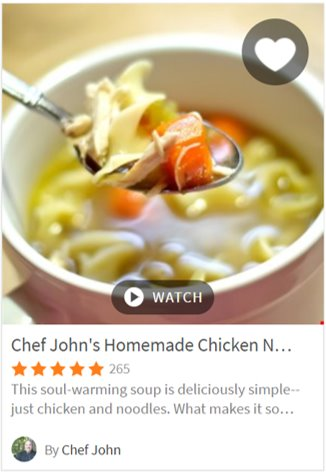 WATCH
Chef John's Homemade Chicken N...
265
This soul-warming soup is deliciously simple--
just chicken and noodles. What makes it so...
By Chef John